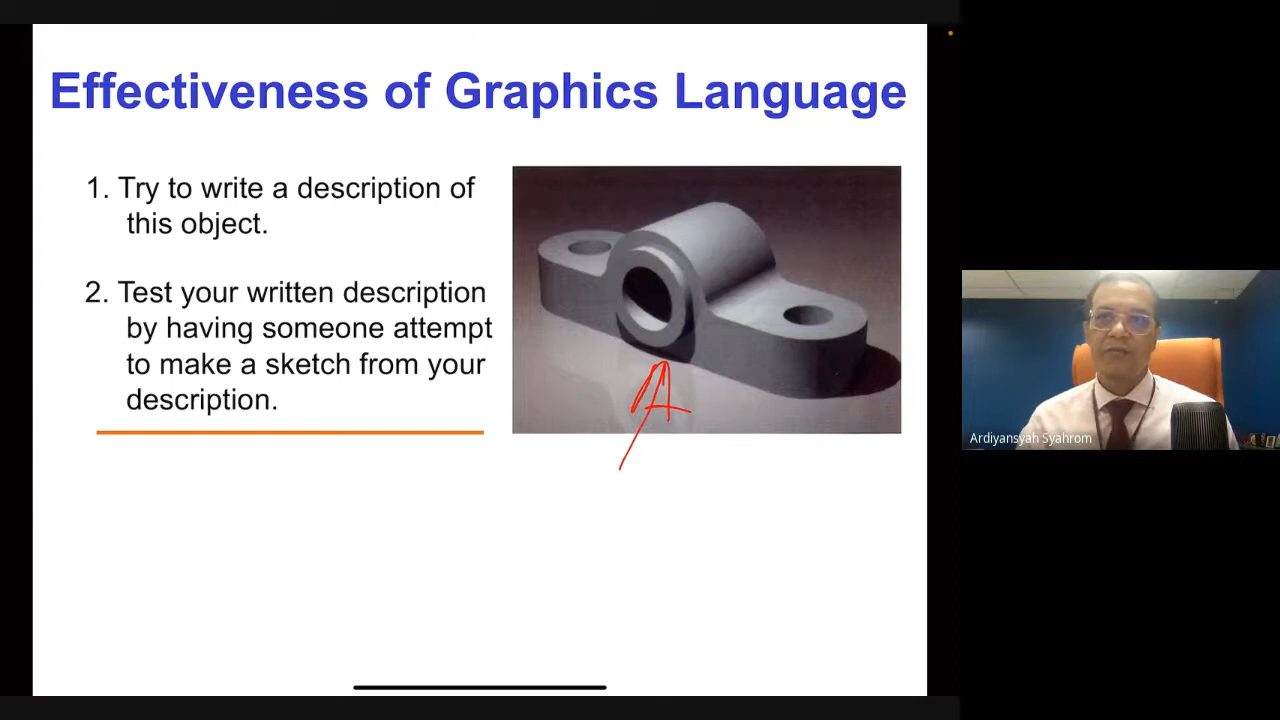 Effectiveness of Graphics Language
1. Try to write a description of
this object.
2. Test your written description
by having someone attempt
to make a sketch from your
description.
A
Ardiyansyah Syahrom